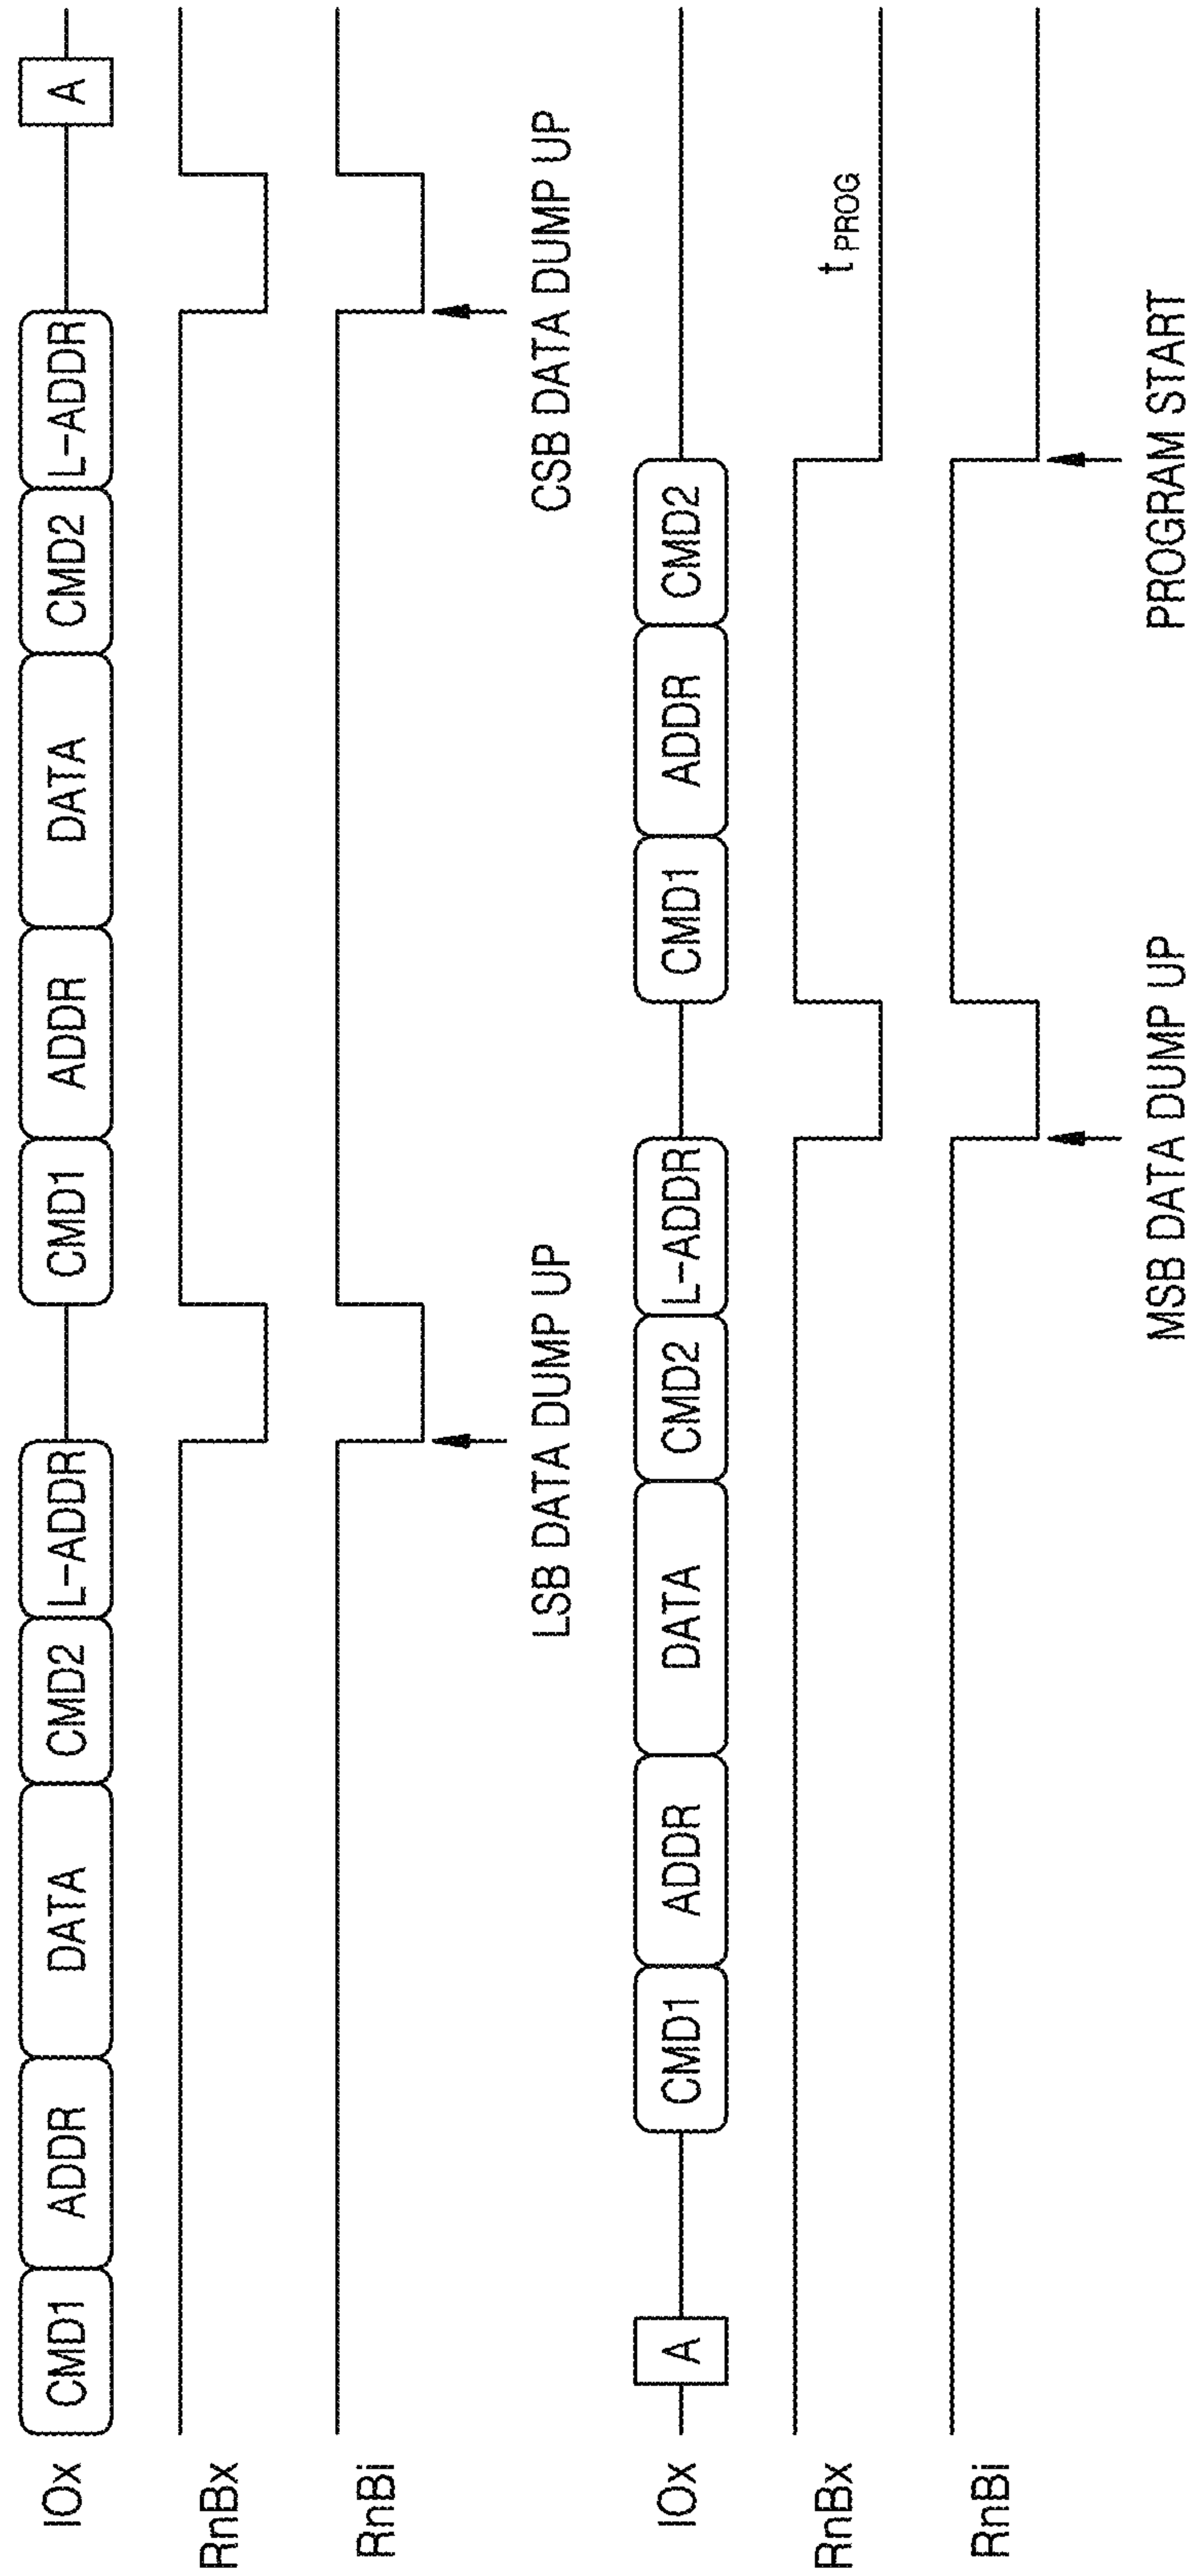 IOx CMD1 ADDR DATA CMD2 L-ADDR CMD1 ADDR DATA CMD2 L-ADDR A
RnBx
RnBi
LSB DATA DUMP UP CSB DATA DUMP UP
IOx A CMD1 ADDR DATA CMD2 L-ADDR CMD1 ADDR CMD2
RnBx tPROG
RnBi
MSB DATA DUMP UP PROGRAM START